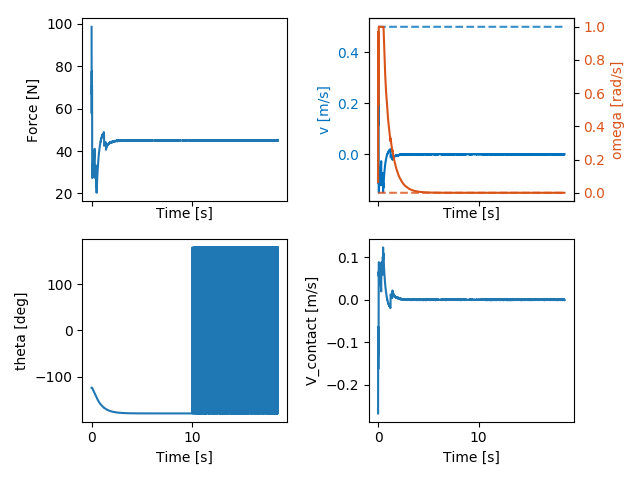 100
80
60
40
20
Force [N]
Time [s]
0.4
0.2
0.0
v [m/s]
1.0
0.8
0.6
0.4
0.2
0.0
omega [rad/s]
Time [s]
100
0
−100
theta [deg]
0
10
Time [s]
0.1
0.0
−0.1
−0.2
V_contact [m/s]
0
10
Time [s]